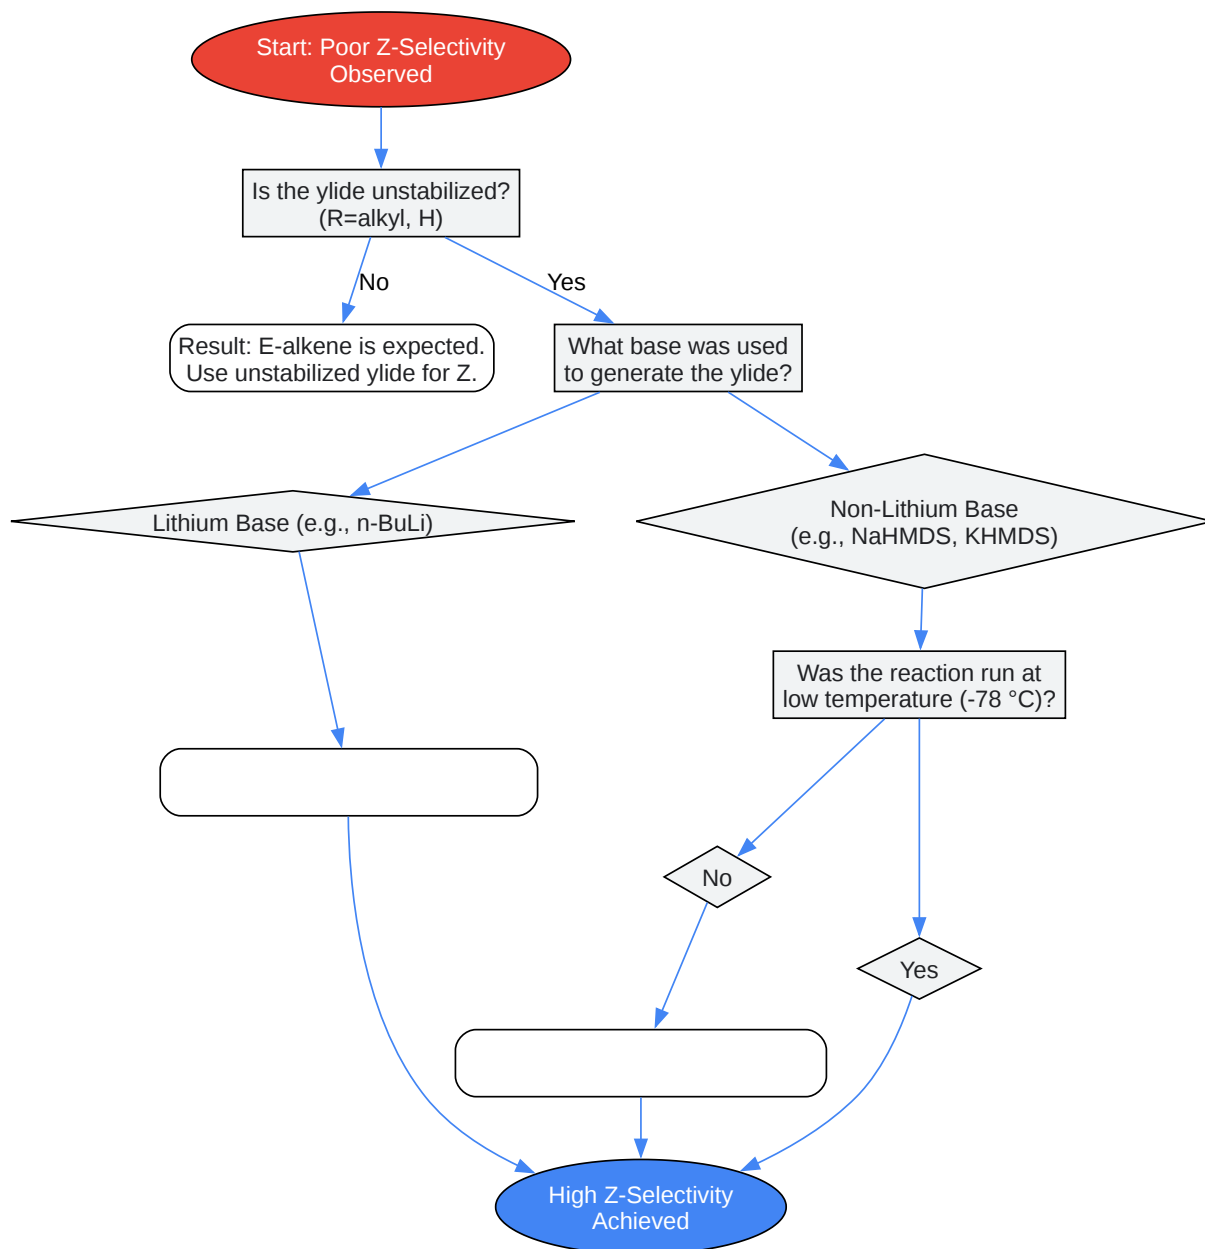 Start: Poor Z-Selectivity
Observed
Is the ylide unstabilized?
(R=alkyl, H)
No
Yes
Result: E-alkene is expected.
Use unstabilized ylide for Z.
What base was used
to generate the ylide?
Lithium Base (e.g., n-BuLi)
Non-Lithium Base
(e.g., NaHMDS, KHMDS)
Was the reaction run at
low temperature (-78 °C)?
No
Yes
High Z-Selectivity
Achieved